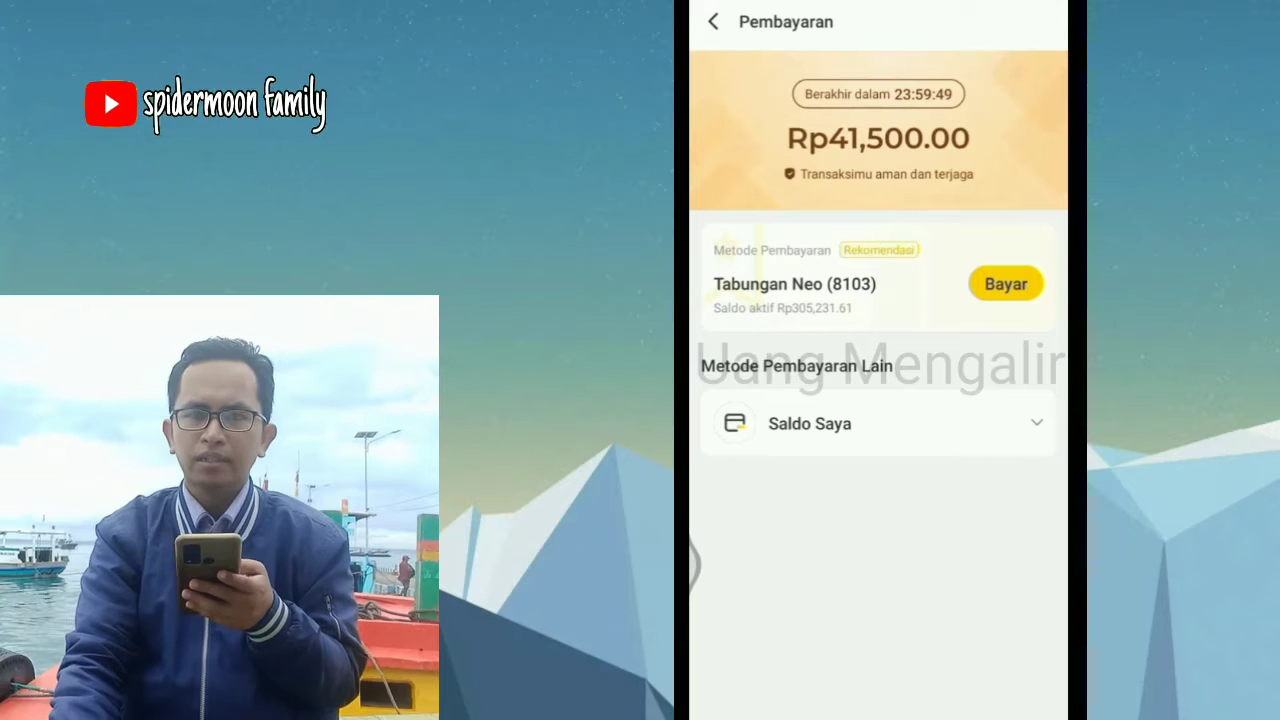 spidermoon family
Pembayaran
Berakhir dalam 23:59:49
Rp41,500.00
Transaksimu aman dan terjaga
Metode Pembayaran Rekomendasi
Tabungan Neo (8103)
Bayar
Saldo aktif Rp305,231.61
Uang Mengalir
Metode Pembayaran Lain
Saldo Saya